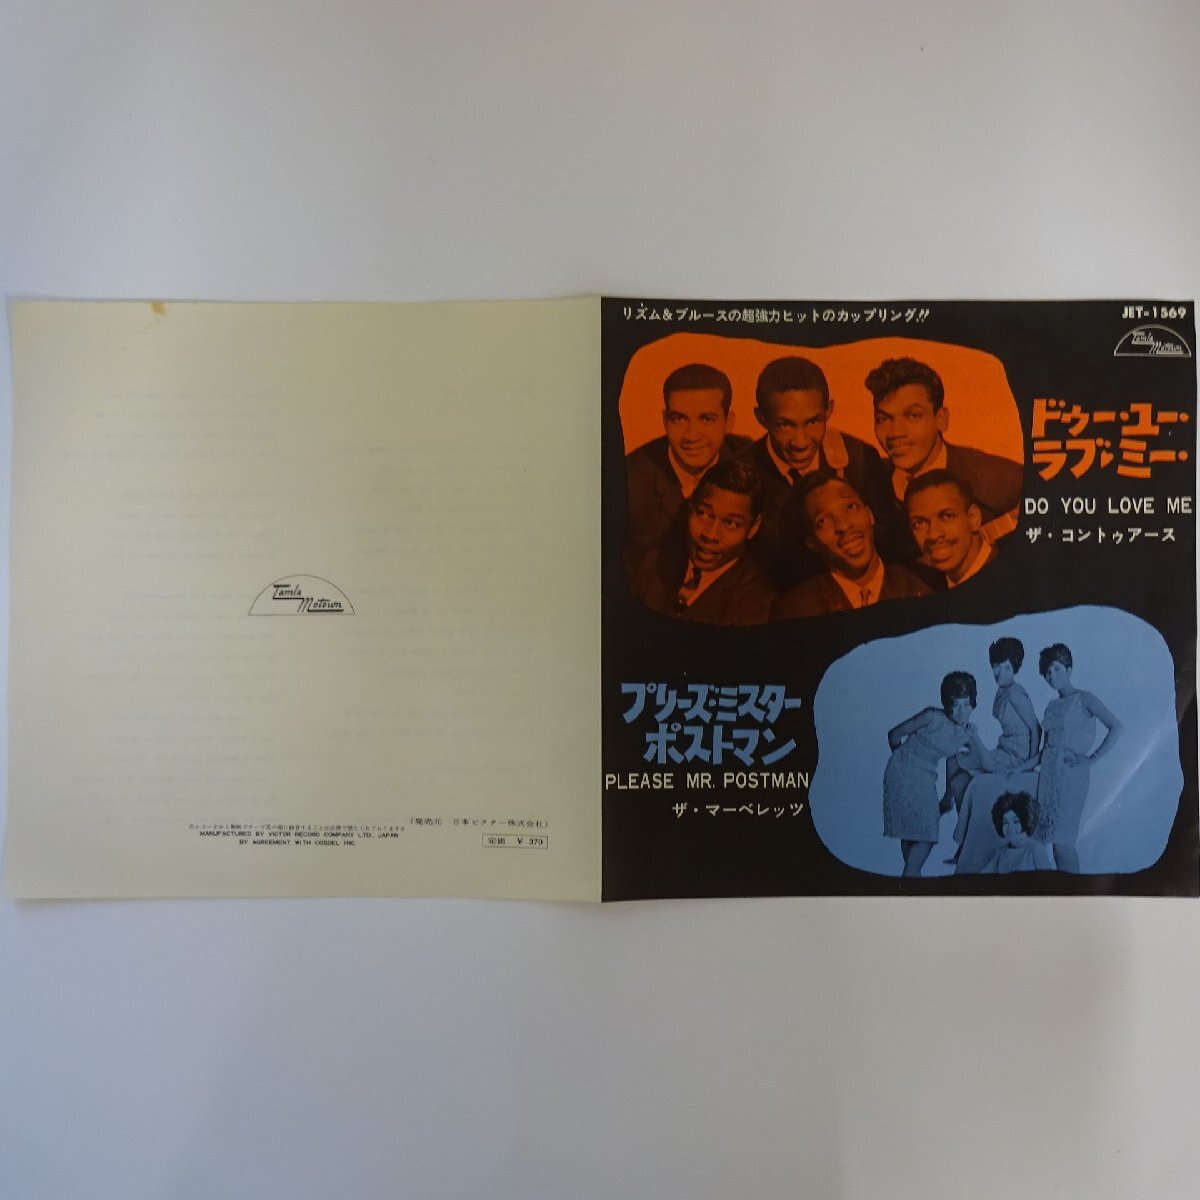 Tamla
Motown
(発売元 日本ビクター株式会社)
MANUFACTURED BY VICTOR RECORD COMPANY LTD., JAPAN
BY AGREEMENT WITH COSDEL INC.
定価 ¥ 370
リズム&ブルースの超強力ヒットのカップリング!!
JET-1569
Tamla
Motown
ドゥー・ユー・
ラブ・ミー・
DO YOU LOVE ME
ザ・コントゥアース
プリーズ・ミスター
ポストマン
PLEASE MR. POSTMAN
ザ・マーベレッツ